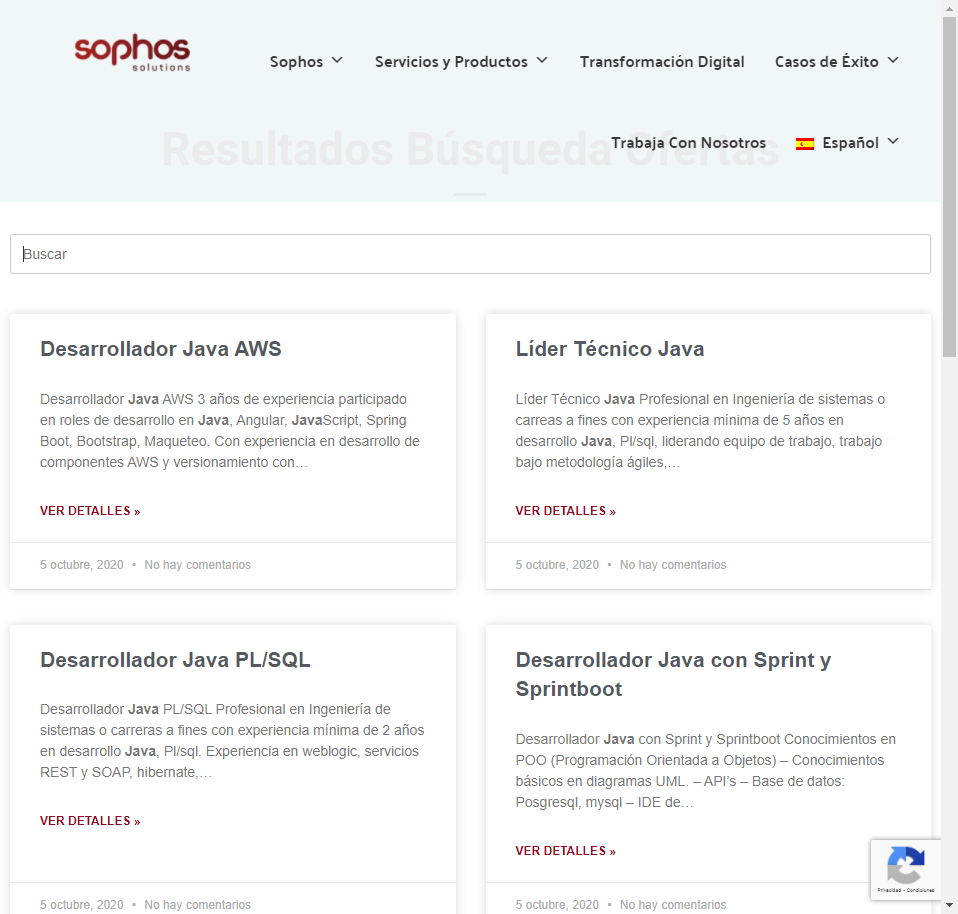 sophos
solutions
Sophos
Servicios y Productos
Transformación Digital
Casos de Éxito
Trabaja Con Nosotros
Español
Resultados Búsqueda Ofertas
Buscar
Desarrollador Java AWS
Desarrollador Java AWS 3 años de experiencia participado
en roles de desarrollo en Java, Angular, JavaScript, Spring
Boot, Bootstrap, Maqueteo. Con experiencia en desarrollo de
componentes AWS y versionamiento con…
VER DETALLES »
5 octubre, 2020 • No hay comentarios
Líder Técnico Java
Líder Técnico Java Profesional en Ingeniería de sistemas o
carreas a fines con experiencia mínima de 5 años en
desarrollo Java, Pl/sql, liderando equipo de trabajo, trabajo
bajo metodología ágiles,…
VER DETALLES »
5 octubre, 2020 • No hay comentarios
Desarrollador Java PL/SQL
Desarrollador Java PL/SQL Profesional en Ingeniería de
sistemas o carreras a fines con experiencia mínima de 2 años
en desarrollo Java, Pl/sql. Experiencia en weblogic, servicios
REST y SOAP, hibernate,…
VER DETALLES »
5 octubre, 2020 • No hay comentarios
Desarrollador Java con Sprint y
Sprintboot
Desarrollador Java con Sprint y Sprintboot Conocimientos en
POO (Programación Orientada a Objetos) – Conocimientos
básicos en diagramas UML. – API’s – Base de datos:
Posgresql, mysql – IDE de…
VER DETALLES »
5 octubre, 2020 • No hay comentarios
Privacidad - Condiciones